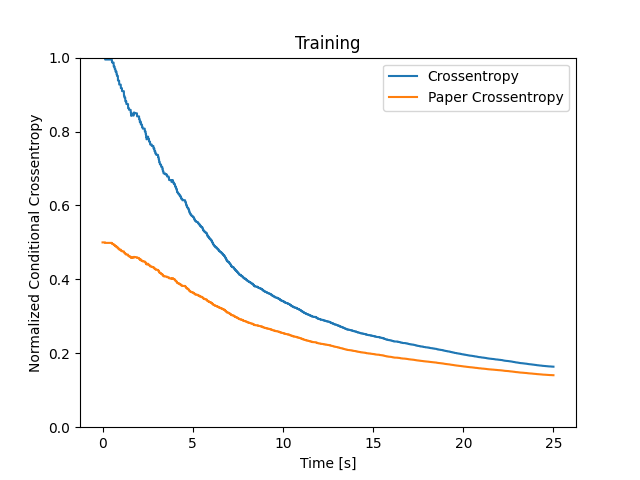 Training
Crossentropy
Paper Crossentropy
Normalized Conditional Crossentropy
1.0
0.8
0.6
0.4
0.2
0.0
0 5 10 15 20 25
Time [s]